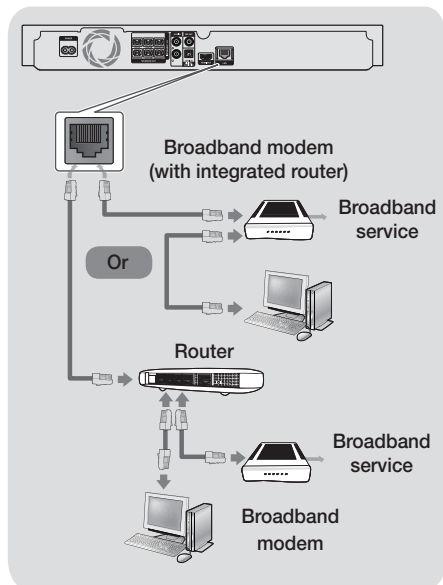 Broadband modem
(with integrated router)
Broadband
service
Or
Router
Broadband
service
Broadband
modem